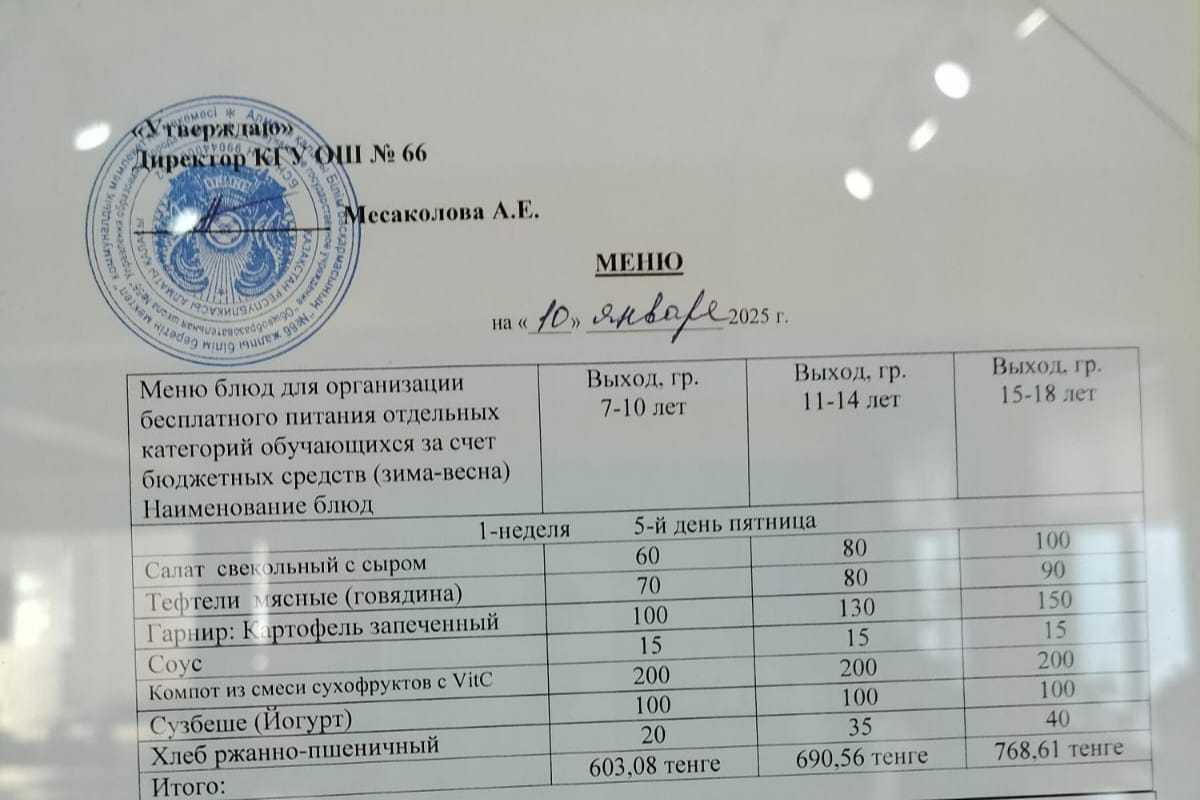 «Утверждаю»
Директор КГУ ОШ № 66
Месаколова А.Е.
МЕНЮ
на «10» январе 2025 г.
Меню блюд для организации бесплатного питания отдельных категорий обучающихся за счет бюджетных средств (зима-весна) Наименование блюд Выход, гр. 7-10 лет Выход, гр. 11-14 лет Выход, гр. 15-18 лет
1-неделя 5-й день пятница
Салат свекольный с сыром 60 80 100
Тефтели мясные (говядина) 70 80 90
Гарнир: Картофель запеченный 100 130 150
Соус 15 15 15
Компот из смеси сухофруктов с VitC 200 200 200
Сузбеше (Йогурт) 100 100 100
Хлеб ржанно-пшеничный 20 35 40
Итого: 603,08 тенге 690,56 тенге 768,61 тенге